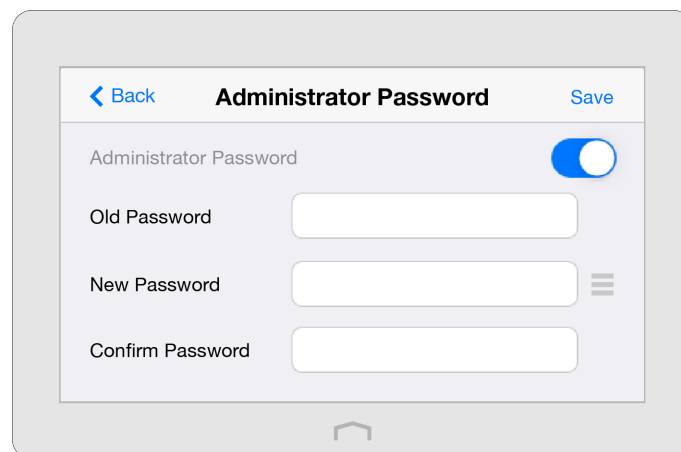 Back Administrator Password Save
Administrator Password
Old Password
New Password
Confirm Password